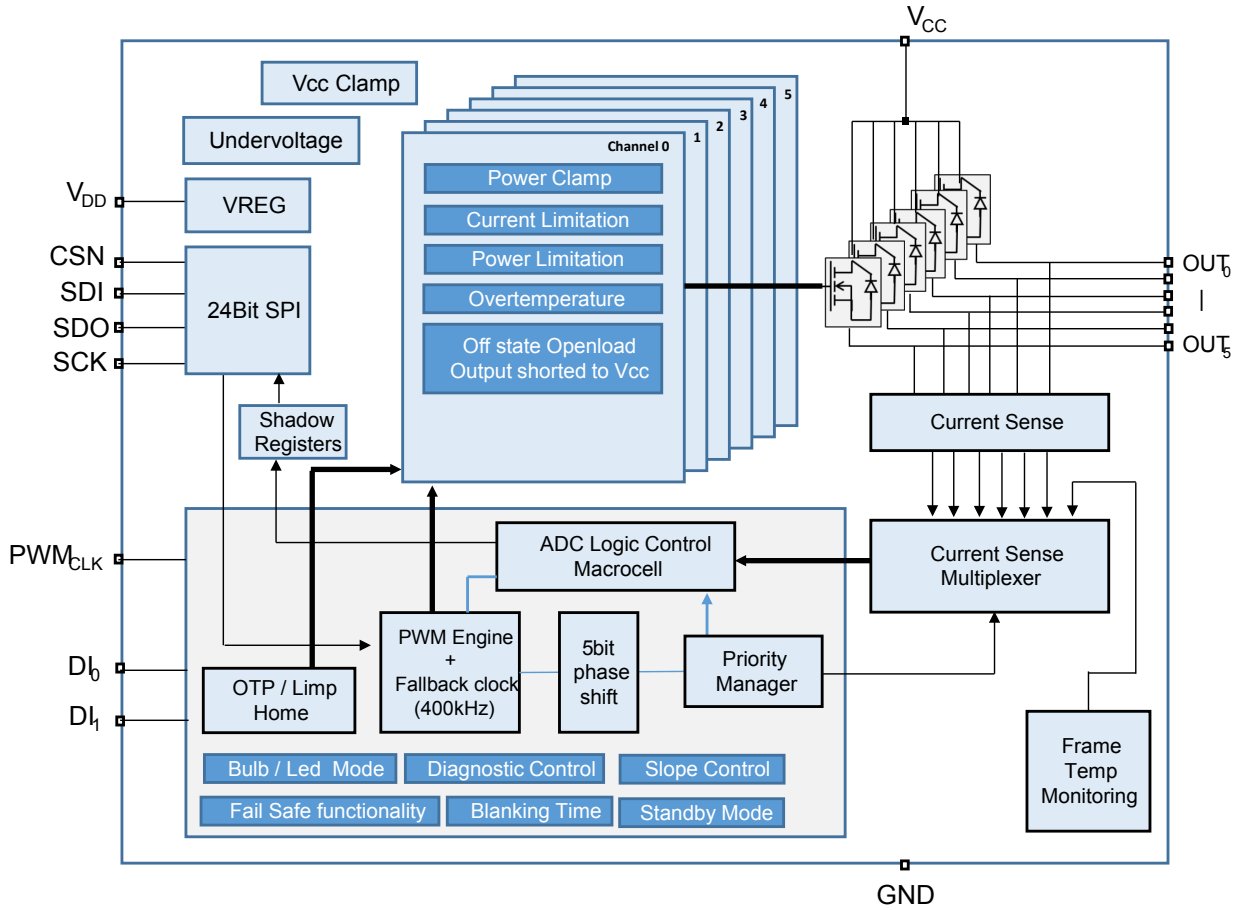 VCC
Vcc Clamp
5
4
3
2
1
Channel 0
Undervoltage
Power Clamp
VDD
VREG
Current Limitation
CSN
Power Limitation
OUT0
SDI
24Bit SPI
Overtemperature
|
SDO
Off state Openload
Output shorted to Vcc
OUT5
SCK
Shadow
Registers
Current Sense
PWMCLK
ADC Logic Control
Macrocell
Current Sense
Multiplexer
PWM Engine
+
Fallback clock
(400kHz)
5bit
phase
shift
Priority
Manager
DI0
OTP / Limp
Home
DI1
Frame
Temp
Monitoring
Bulb / Led Mode
Diagnostic Control
Slope Control
Fail Safe functionality
Blanking Time
Standby Mode
GND